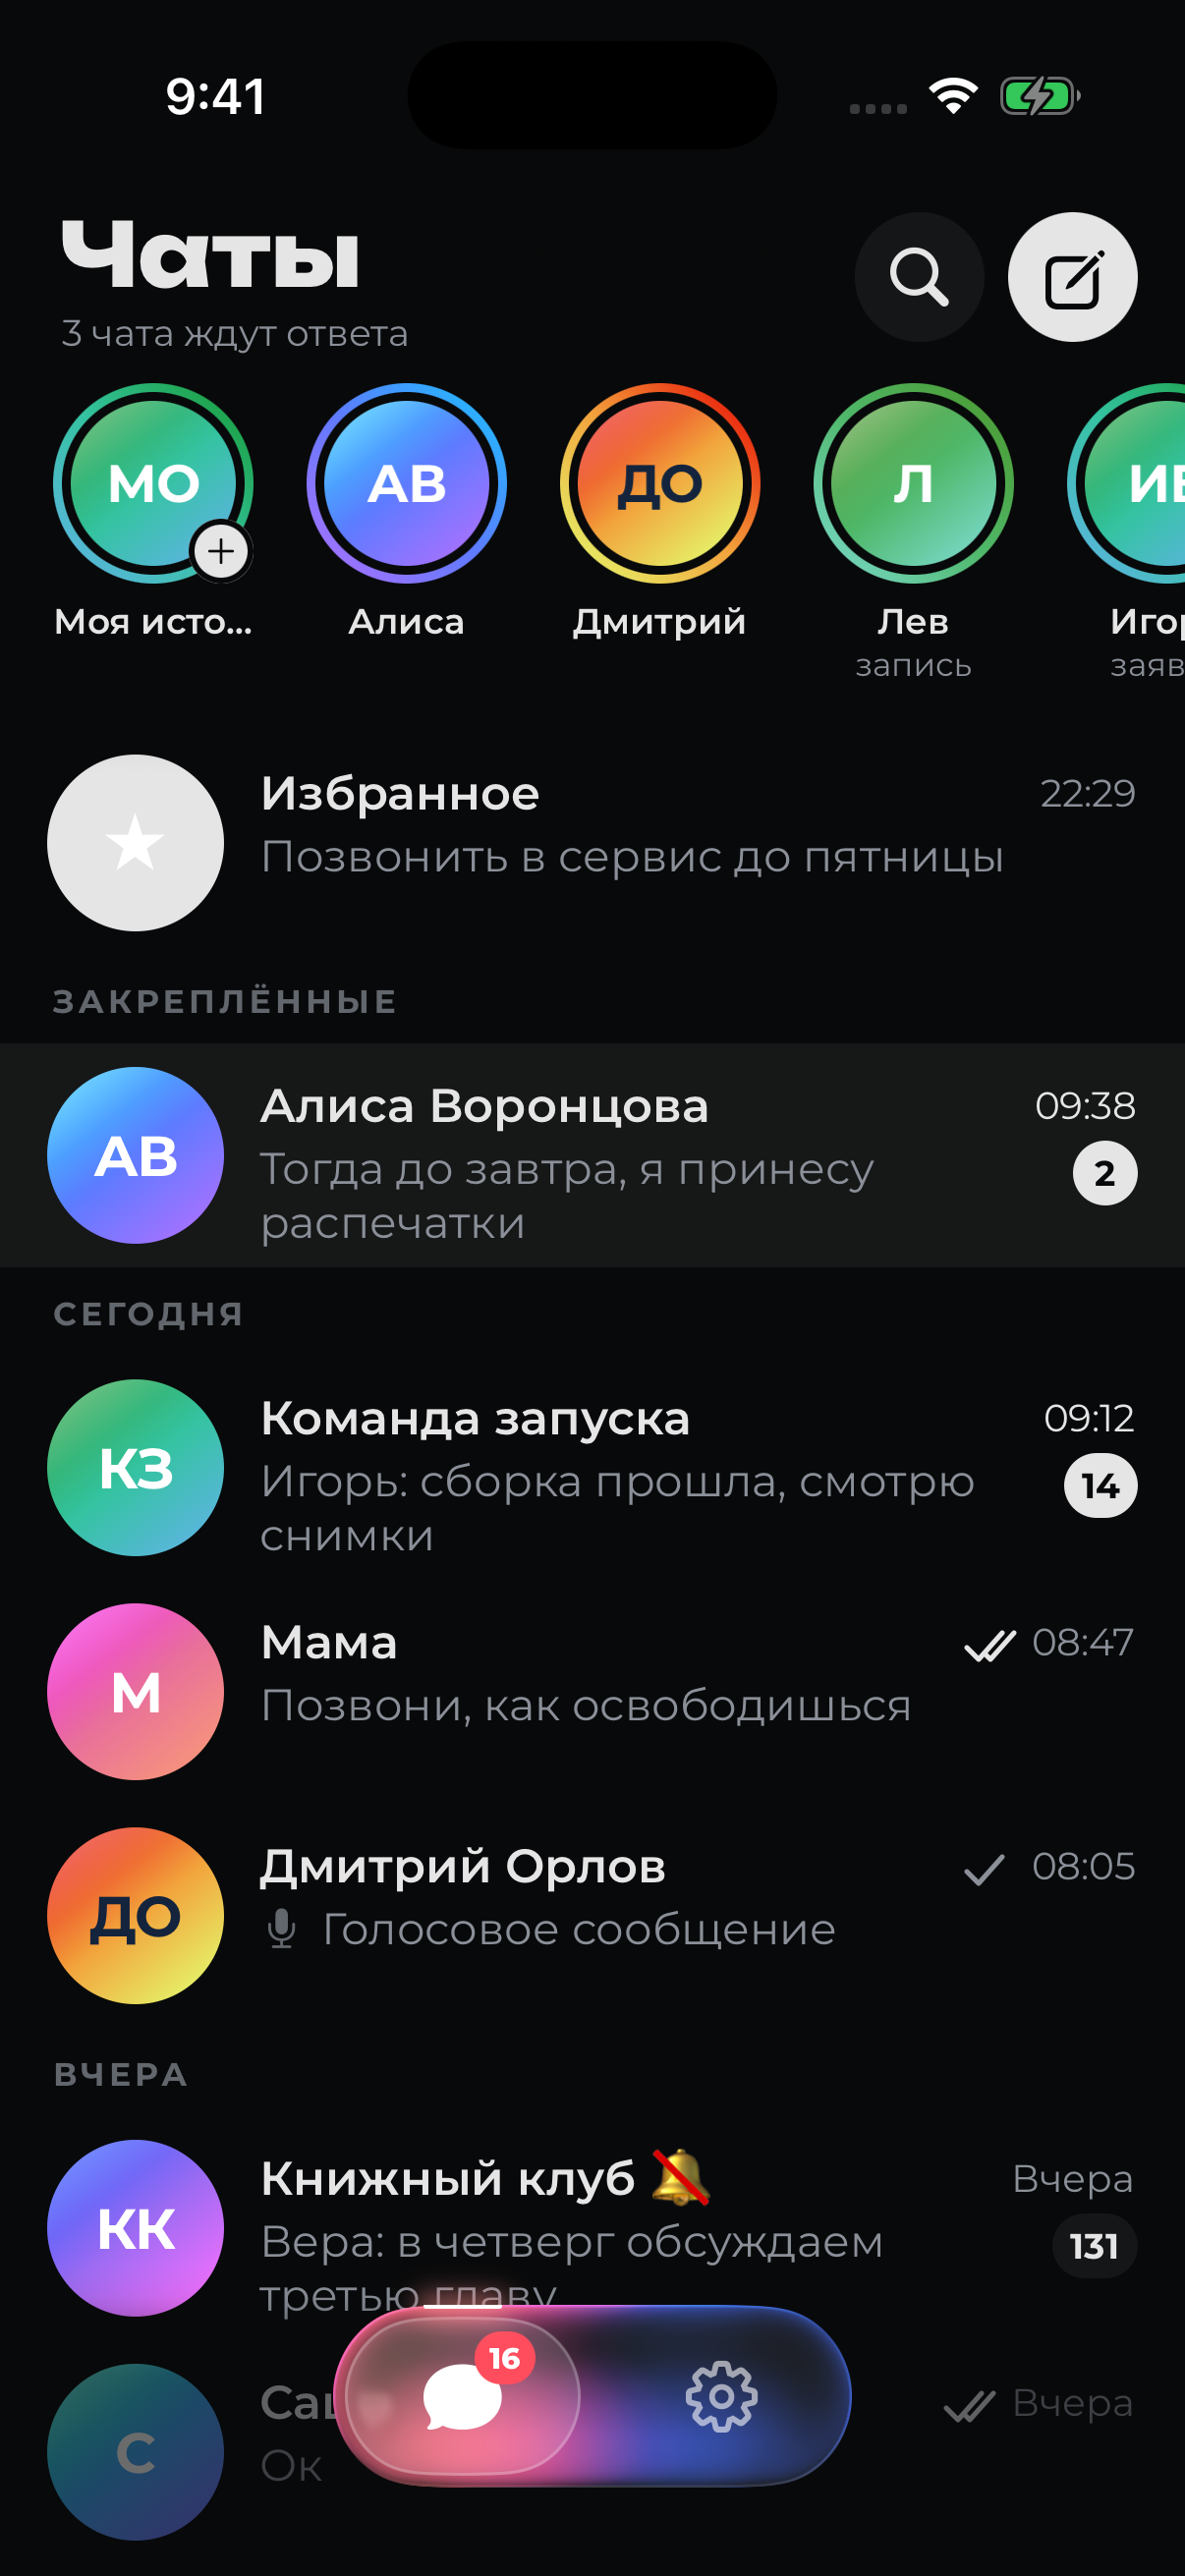 9:41
Чаты
3 чата ждут ответа
МО
АВ
ДО
Л
Моя исто...
Алиса
Дмитрий
Лев
запись
Избранное
22:29
Позвонить в сервис до пятницы
ЗАКРЕПЛЁННЫЕ
АВ
Алиса Воронцова
09:38
Тогда до завтра, я принесу
2
распечатки
СЕГОДНЯ
КЗ
Команда запуска
09:12
Игорь: сборка прошла, смотрю
14
снимки
М
Мама
08:47
Позвони, как освободишься
ДО
Дмитрий Орлов
08:05
Голосовое сообщение
ВЧЕРА
КК
Книжный клуб
Вчера
Вера: в четверг обсуждаем
131
третью главу
16
С
Вчера
Ок